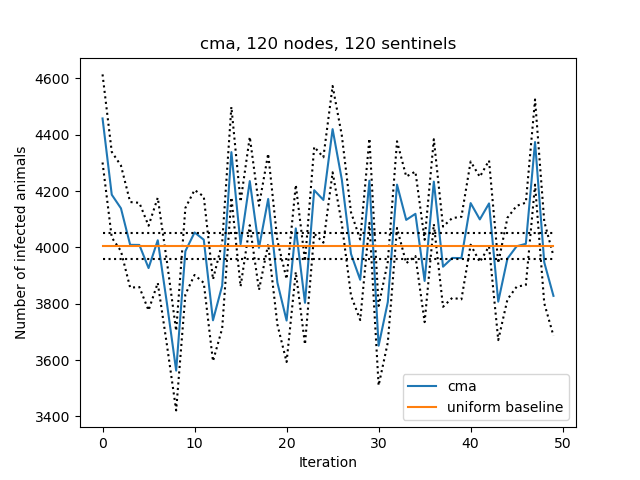 cma, 120 nodes, 120 sentinels
Number of infected animals
4600
4400
4200
4000
3800
3600
3400
0 10 20 30 40 50
Iteration
cma
uniform baseline